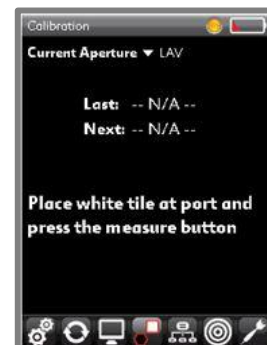 Calibration
Current Aperture ▼ LAV
Last: -- N/A --
Next: -- N/A --
Place white tile at port and
press the measure button